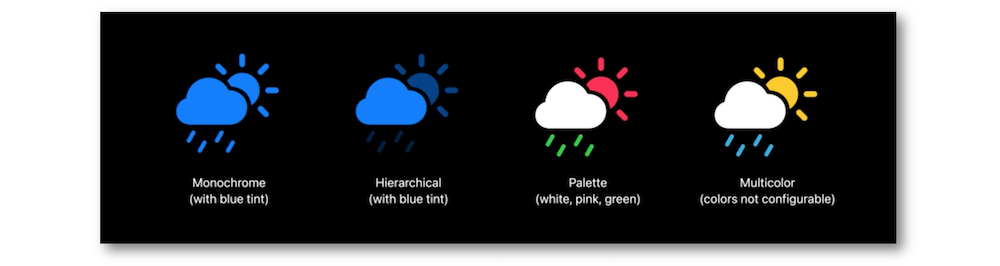 Monochrome
(with blue tint)
Hierarchical
(with blue tint)
Palette
(white, pink, green)
Multicolor
(colors not configurable)